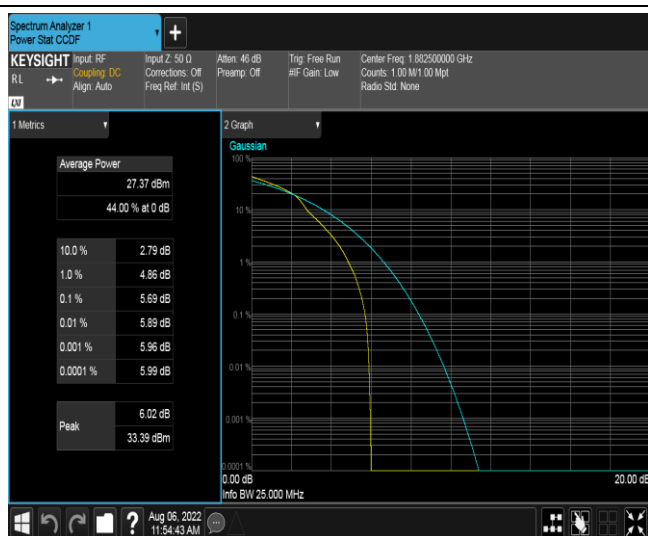 Spectrum Analyzer 1
Power Stat CCDF
KEYSIGHT
RL
LXI
Input: RF
Coupling: DC
Align: Auto
Input Z: 50 Ω
Corrections: Off
Freq Ref: Int (S)
Atten: 46 dB
Preamp: Off
Trig: Free Run
#IF Gain: Low
Center Freq: 1.882500000 GHz
Counts: 1.00 M/1.00 Mpt
Radio Std: None
1 Metrics
Average Power
27.37 dBm
44.00 % at 0 dB
10.0 % 2.79 dB
1.0 % 4.86 dB
0.1 % 5.69 dB
0.01 % 5.89 dB
0.001 % 5.96 dB
0.0001 % 5.99 dB
Peak
6.02 dB
33.39 dBm
2 Graph
Gaussian
100 %
10 %
1 %
0.1 %
0.01 %
0.001 %
0.0001 %
0.00 dB 20.00 dB
Info BW 25.000 MHz
?
Aug 06, 2022
11:54:43 AM